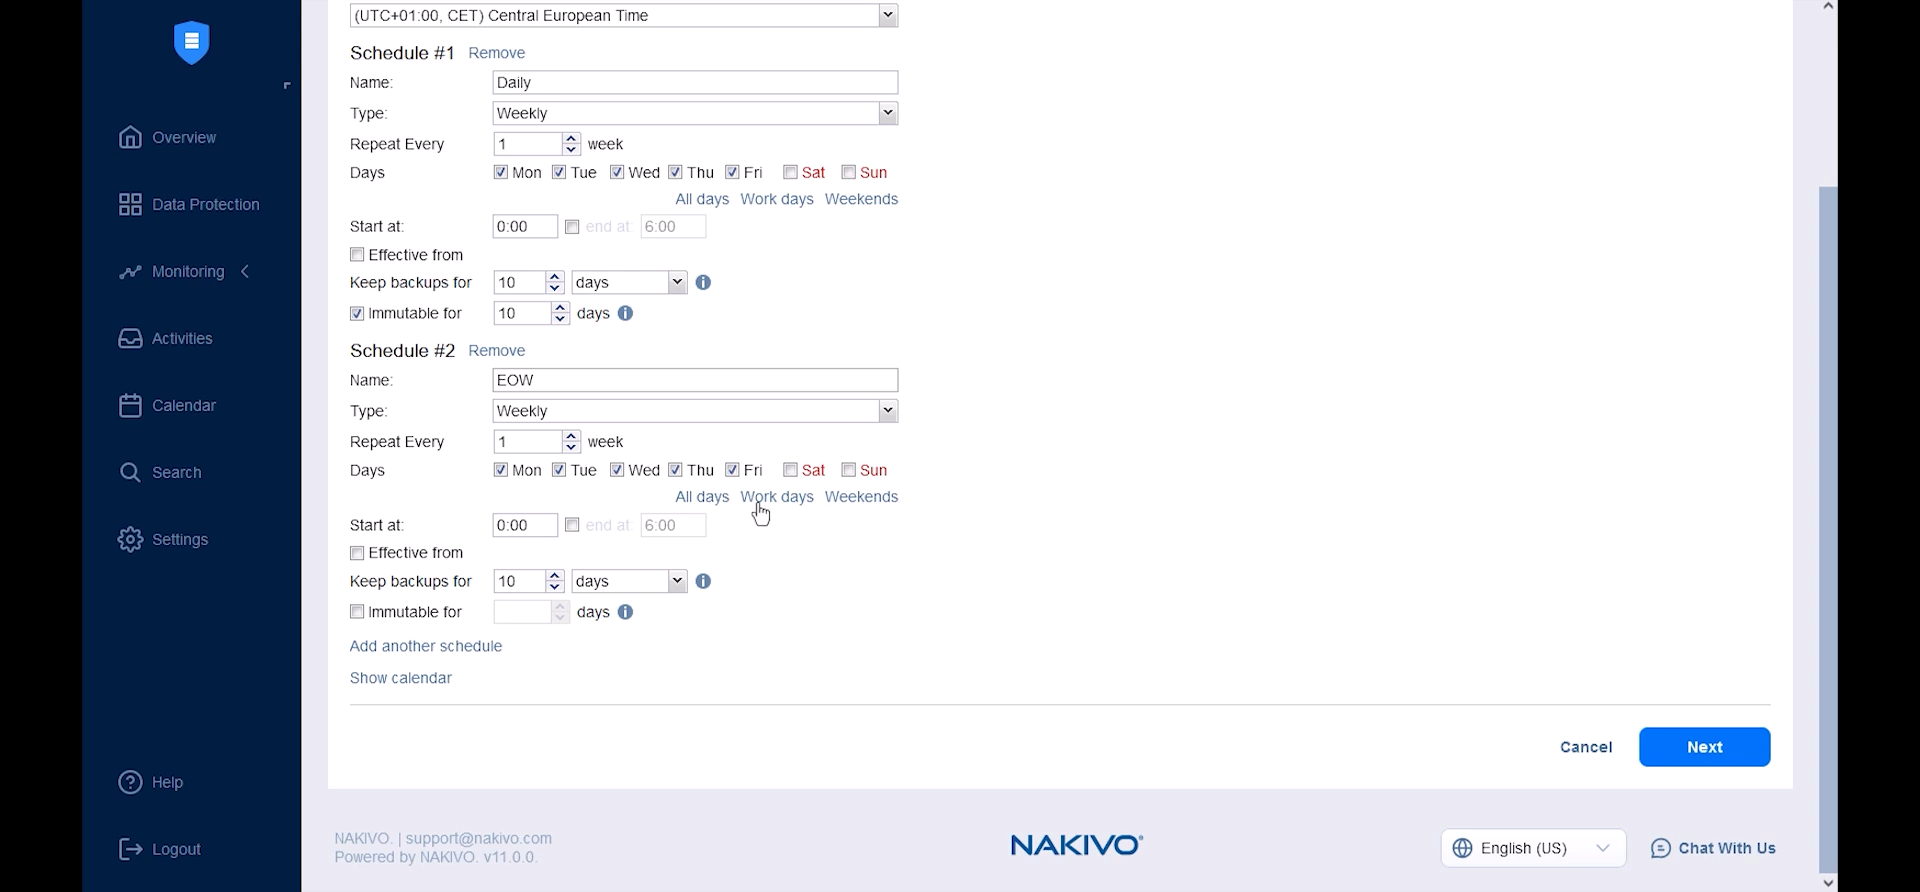 (UTC+01:00, CET) Central European Time
Schedule #1 Remove
Name: Daily
Type: Weekly
Repeat Every 1 week
Days Mon Tue Wed Thu Fri Sat Sun
All days Work days Weekends
Start at: 0:00 end at: 6:00
Effective from
Keep backups for 10 days
Immutable for 10 days
Schedule #2 Remove
Name: EOW
Type: Weekly
Repeat Every 1 week
Days Mon Tue Wed Thu Fri Sat Sun
All days Work days Weekends
Start at: 0:00 end at: 6:00
Effective from
Keep backups for 10 days
Immutable for days
Add another schedule
Show calendar
Cancel Next
Overview
Data Protection
Monitoring
Activities
Calendar
Search
Settings
Help
Logout
NAKIVO. | support@nakivo.com
Powered by NAKIVO. v11.0.0.
NAKIVO®
English (US)
Chat With Us